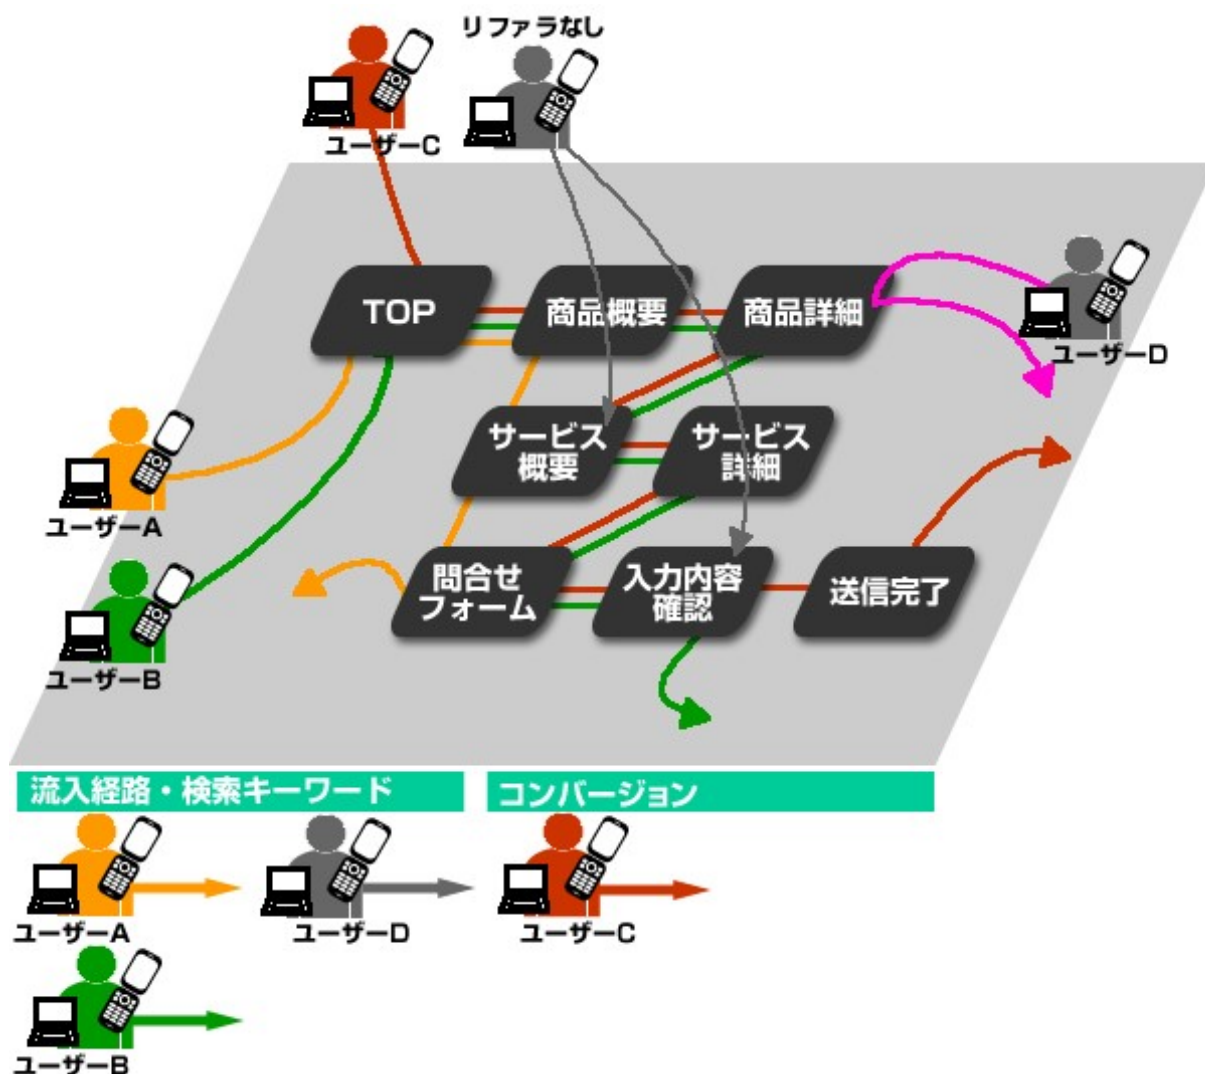 リファラなし
ユーザーC
TOP
商品概要
商品詳細
ユーザーD
サービス
概要
サービス
詳細
ユーザーA
問合せ
フォーム
入力内容
確認
送信完了
ユーザーB
流入経路・検索キーワード
コンバージョン
ユーザーA
ユーザーD
ユーザーC
ユーザーB